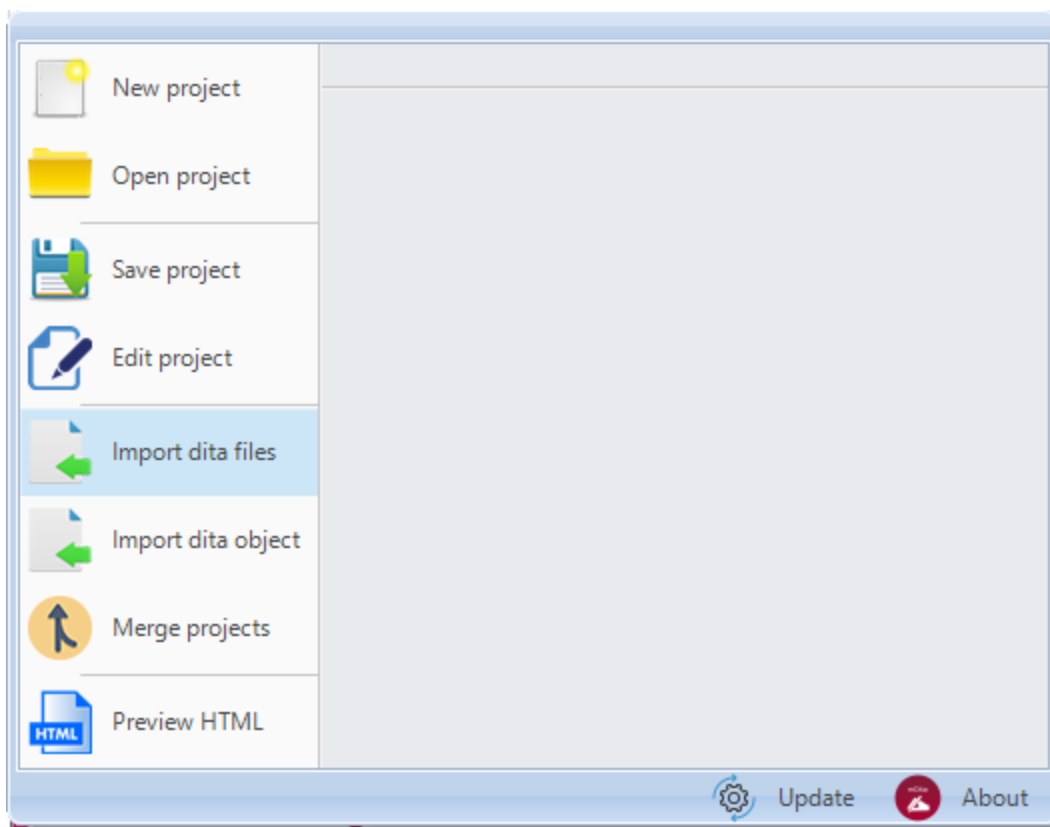 New project
Open project
Save project
Edit project
Import dita files
Import dita object
Merge projects
HTML
Preview HTML
Update
About